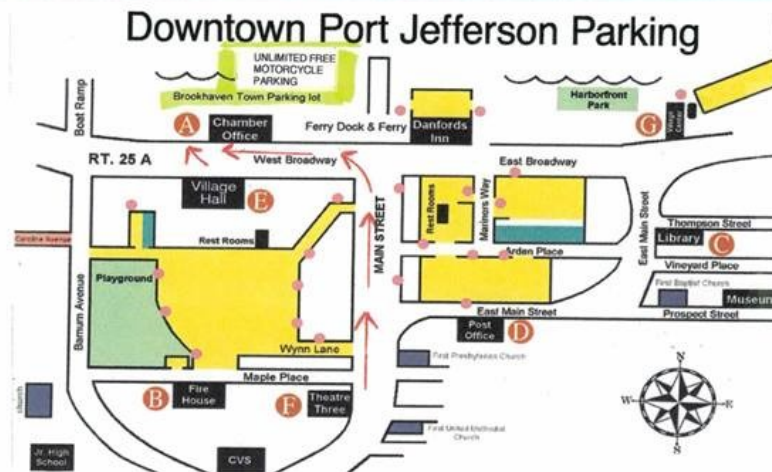 Downtown Port Jefferson Parking
UNLIMITED FREE
MOTORCYCLE
PARKING
Brookhaven Town Parking lot
Boat Ramp
A
Chamber
Office
Ferry Dock & Ferry
Danfords
Inn
Harborfront
Park
G
Village
Center
RT. 25 A
West Broadway
East Broadway
Village
Hall
E
Rest Rooms
MAIN STREET
Rest Rooms
Mariners Way
East Main Street
Thompson Street
Library
C
Caroline Avenue
Arden Place
Vineyard Place
Playground
First Baptist Church
Museum
Barnum Avenue
East Main Street
Prospect Street
Post
Office
D
Wynn Lane
First Presbyterian Church
Maple Place
B
Fire
House
F
Theatre
Three
church
First United Methodist
Church
Jr. High
School
CVS
N
W
E
S